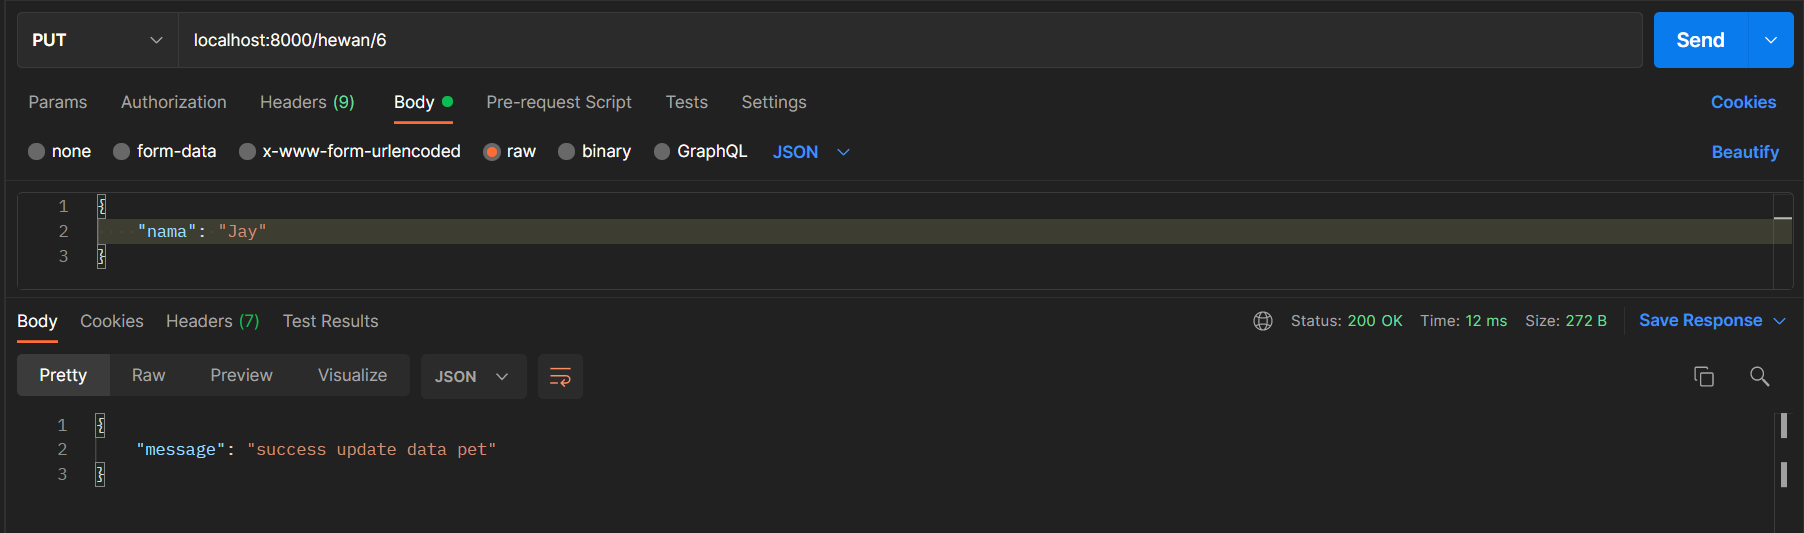 PUT localhost:8000/hewan/6 Send
Params Authorization Headers (9) Body Pre-request Script Tests Settings Cookies
none form-data x-www-form-urlencoded raw binary GraphQL JSON Beautify
1 {
2 "nama": "Jay"
3 }
Body Cookies Headers (7) Test Results Status: 200 OK Time: 12 ms Size: 272 B Save Response
Pretty Raw Preview Visualize JSON
1 {
2 "message": "success update data pet"
3 }